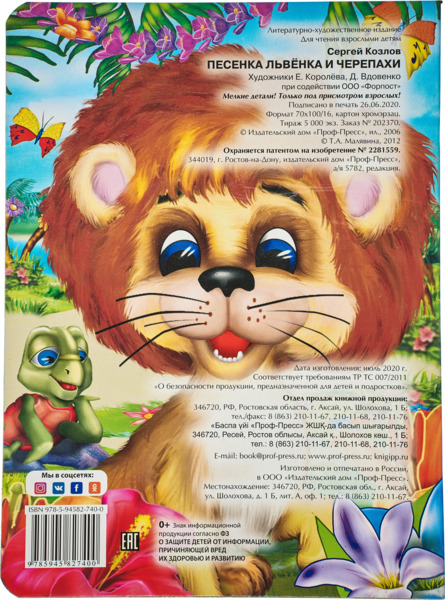 Литературно-художественное издание
Для чтения взрослыми детям
Сергей Козлов
ПЕСЕНКА ЛЬВЁНКА И ЧЕРЕПАХИ
Художники Е. Королёва, Д. Вдовенко
при содействии ООО «Форпост»
Мелкие детали! Только под присмотром взрослых!
Подписано в печать 26.06.2020.
Формат 70х100/16, картон хромэрзац.
Тираж 5 000 экз. Заказ № 202370.
© Издательский дом «Проф-Пресс», ил., 2006
© Т.А. Малявина, 2012
Охраняется патентом на изобретение № 2281559.
344019, г. Ростов-на-Дону, издательский дом «Проф-Пресс»,
а/я 5782, редакция.
Дата изготовления: июль 2020 г.
Соответствует требованиям ТР ТС 007/2011
«О безопасности продукции, предназначенной для детей и подростков».
Отдел продаж книжной продукции:
346720, РФ, Ростовская область, г. Аксай, ул. Шолохова, 1 Б;
тел./факс: 8 (863) 210-11-67, 210-11-68, 210-11-76
«Баспа үйі «Проф-Пресс» ЖШҚ-да басып шығарылды,
346720, Ресей, Ростов облысы, Аксай қ., Шолохов көш., 1 Б;
тел.: 8 (863) 210-11-67, 210-11-68, 210-11-76
E-mail: book@prof-press.ru, www.prof-press.ru; knigipp.ru
Изготовлено и отпечатано в России,
в ООО «Издательский дом «Проф-Пресс».
Местонахождение: 346720, РФ, Ростовская обл., г. Аксай,
ул. Шолохова, д. 1 Б, лит. А, оф. 1; тел.: 8 (863) 210-11-67
Мы в соцсетях:
ISBN 978-5-94582-740-0
9 785945 827400
EAC
0+ Знак информационной
продукции согласно ФЗ
О ЗАЩИТЕ ДЕТЕЙ ОТ ИНФОРМАЦИИ,
ПРИЧИНЯЮЩЕЙ ВРЕД
ИХ ЗДОРОВЬЮ И РАЗВИТИЮ